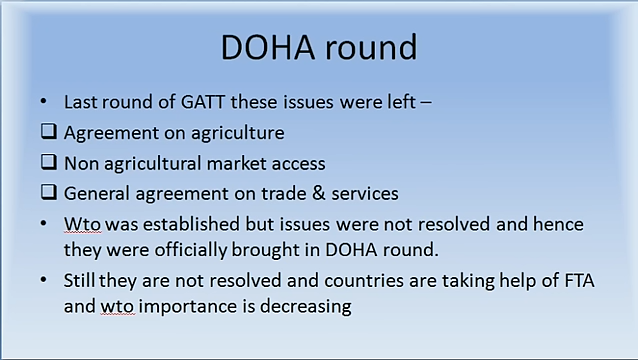 DOHA round
• Last round of GATT these issues were left –
❑ Agreement on agriculture
❑ Non agricultural market access
❑ General agreement on trade & services
• Wto was established but issues were not resolved and hence
they were officially brought in DOHA round.
• Still they are not resolved and countries are taking help of FTA
and wto importance is decreasing